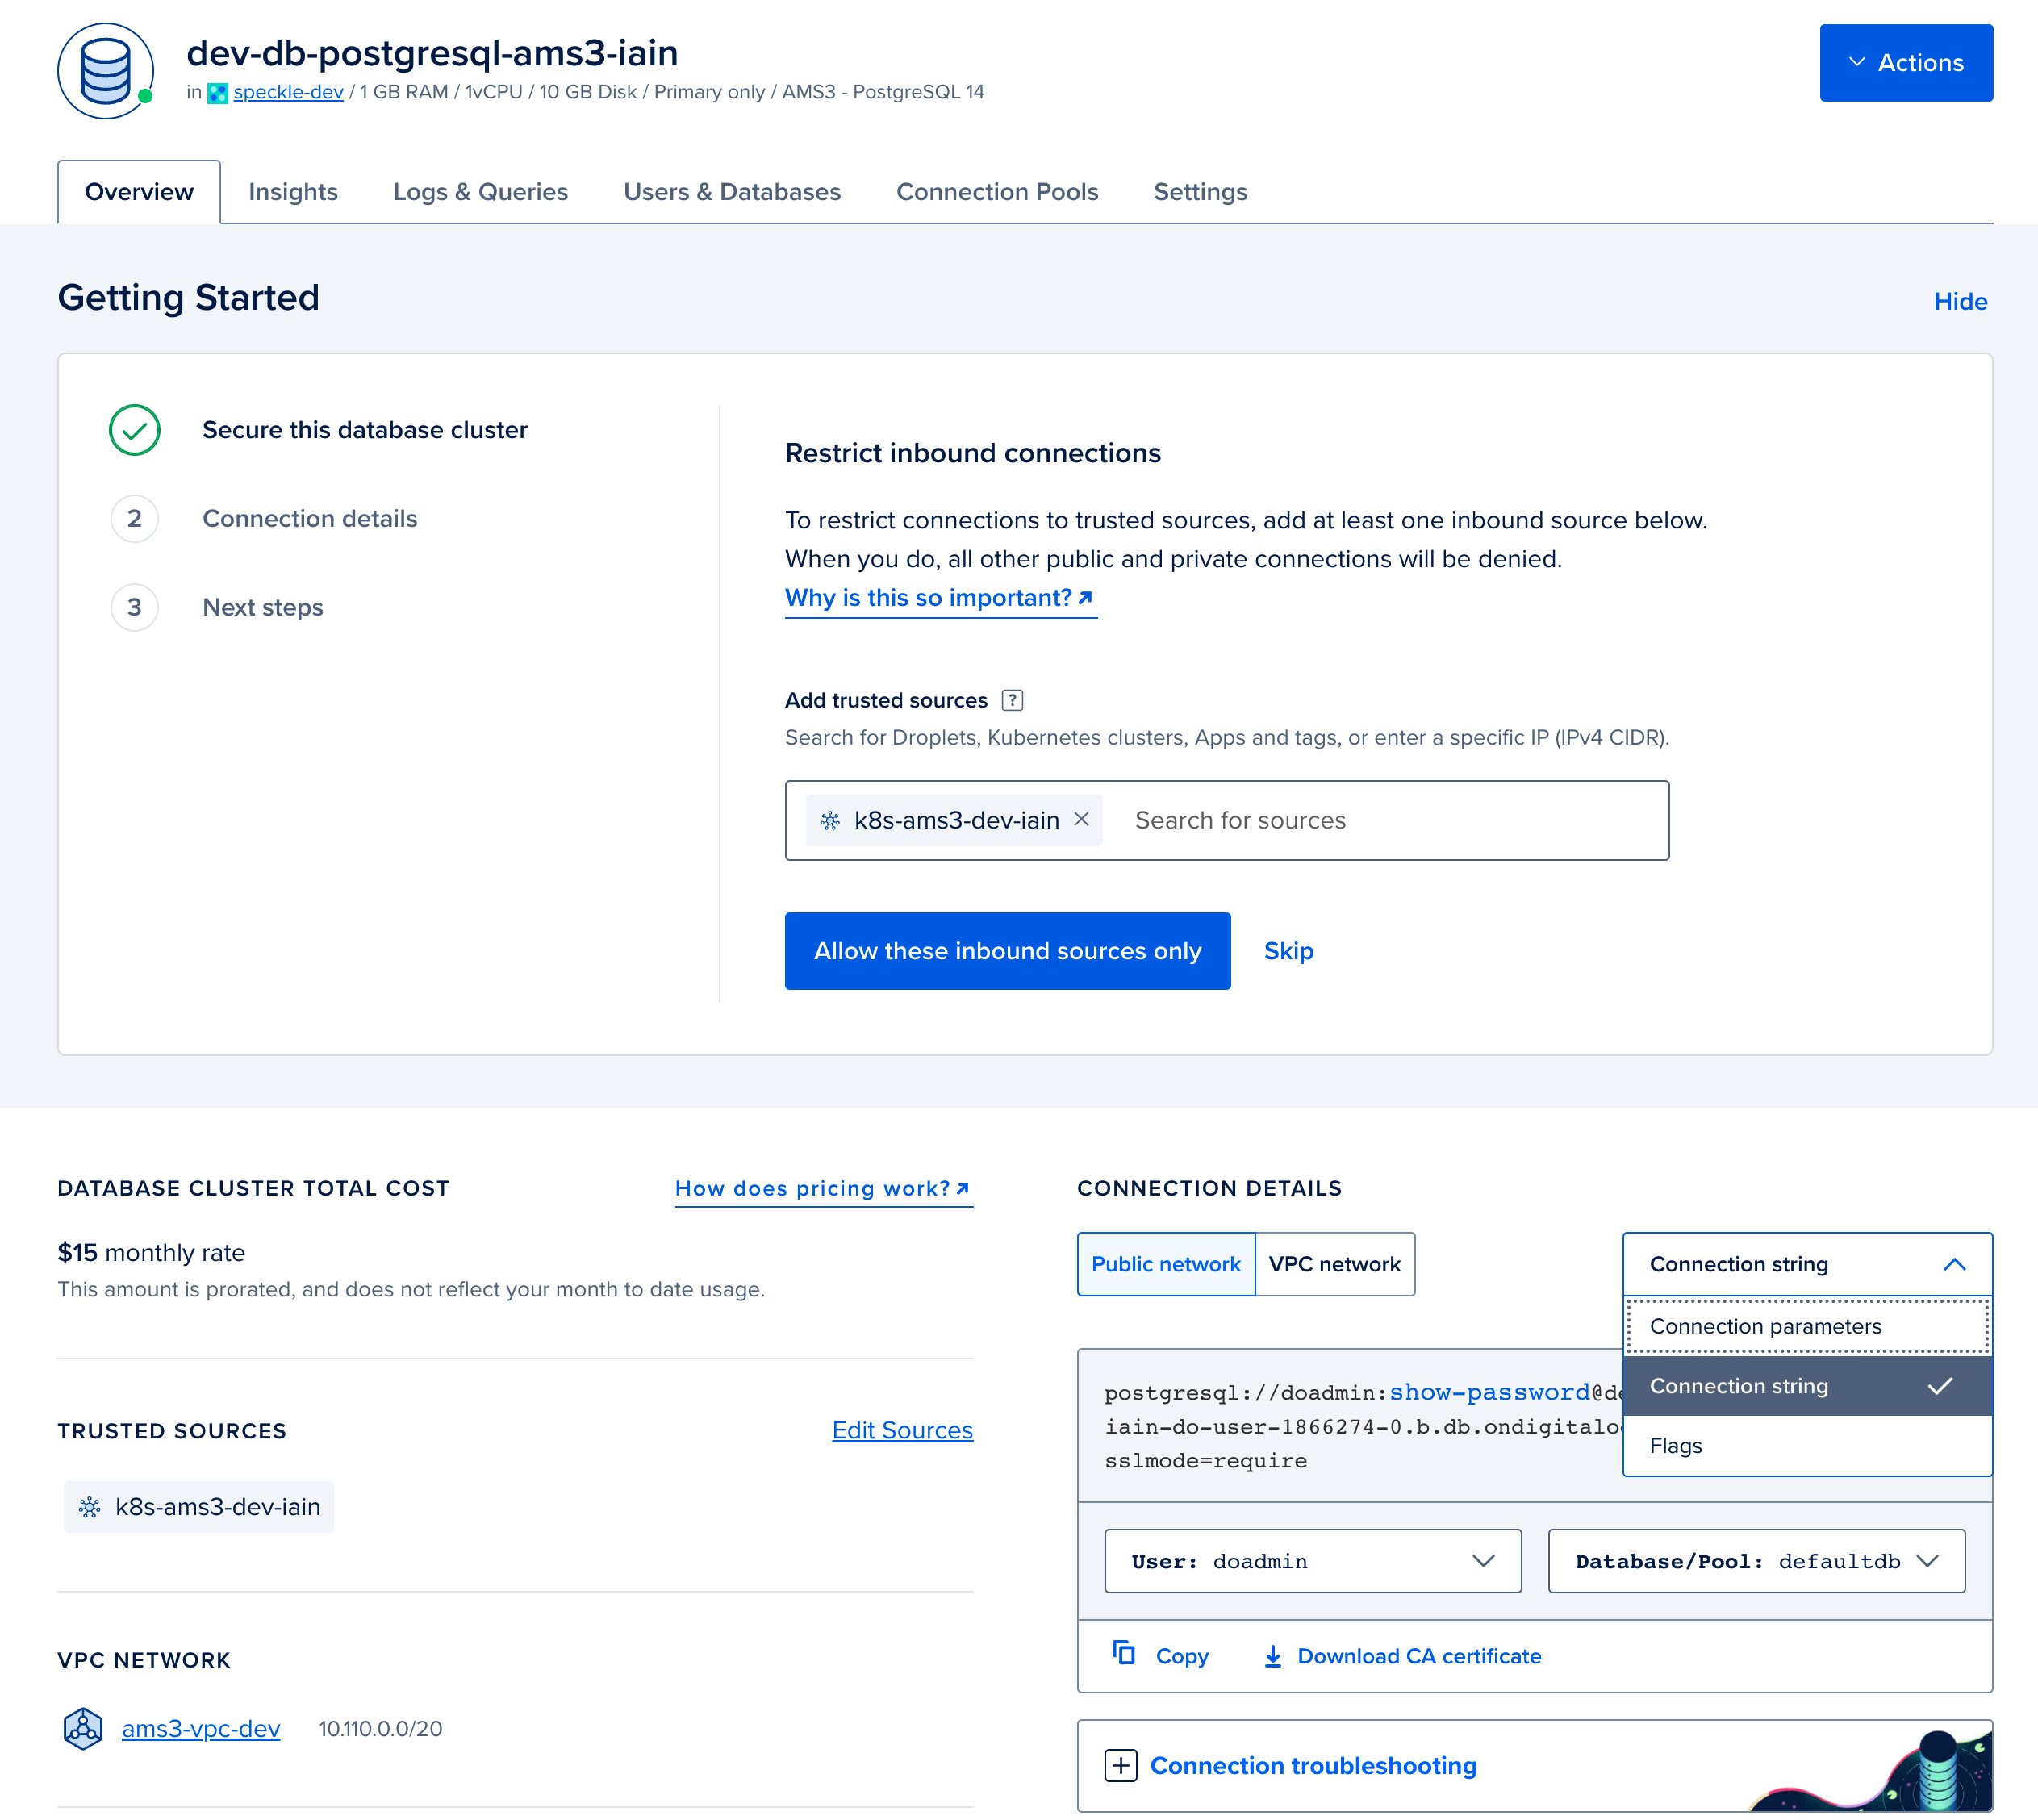 dev-db-postgresql-ams3-iain
in speckle-dev / 1 GB RAM / 1vCPU / 10 GB Disk / Primary only / AMS3 - PostgreSQL 14
Actions
Overview Insights Logs & Queries Users & Databases Connection Pools Settings
Getting Started
Hide
Secure this database cluster
2 Connection details
3 Next steps
Restrict inbound connections
To restrict connections to trusted sources, add at least one inbound source below.
When you do, all other public and private connections will be denied.
Why is this so important?
Add trusted sources ?
Search for Droplets, Kubernetes clusters, Apps and tags, or enter a specific IP (IPv4 CIDR).
k8s-ams3-dev-iain Search for sources
Allow these inbound sources only Skip
DATABASE CLUSTER TOTAL COST How does pricing work?
$15 monthly rate
This amount is prorated, and does not reflect your month to date usage.
TRUSTED SOURCES Edit Sources
k8s-ams3-dev-iain
VPC NETWORK
ams3-vpc-dev 10.110.0.0/20
CONNECTION DETAILS
Public network VPC network
Connection string
Connection parameters
Connection string
Flags
postgresql://doadmin:show-password@de
iain-do-user-1866274-0.b.db.ondigitalo
sslmode=require
User: doadmin Database/Pool: defaultdb
Copy Download CA certificate
Connection troubleshooting